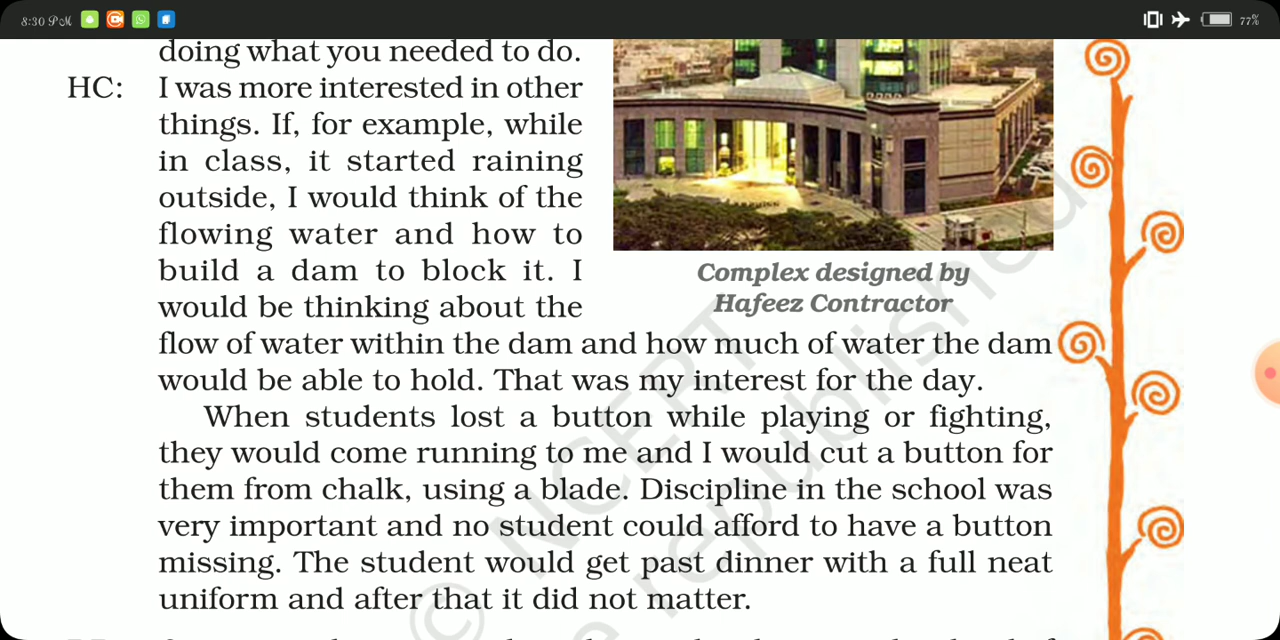 8:30 PM
77%
doing what you needed to do.
HC: I was more interested in other
things. If, for example, while
in class, it started raining
outside, I would think of the
flowing water and how to
build a dam to block it. I
would be thinking about the
Complex designed by
Hafeez Contractor
flow of water within the dam and how much of water the dam
would be able to hold. That was my interest for the day.
When students lost a button while playing or fighting,
they would come running to me and I would cut a button for
them from chalk, using a blade. Discipline in the school was
very important and no student could afford to have a button
missing. The student would get past dinner with a full neat
uniform and after that it did not matter.
© NCERT
republished